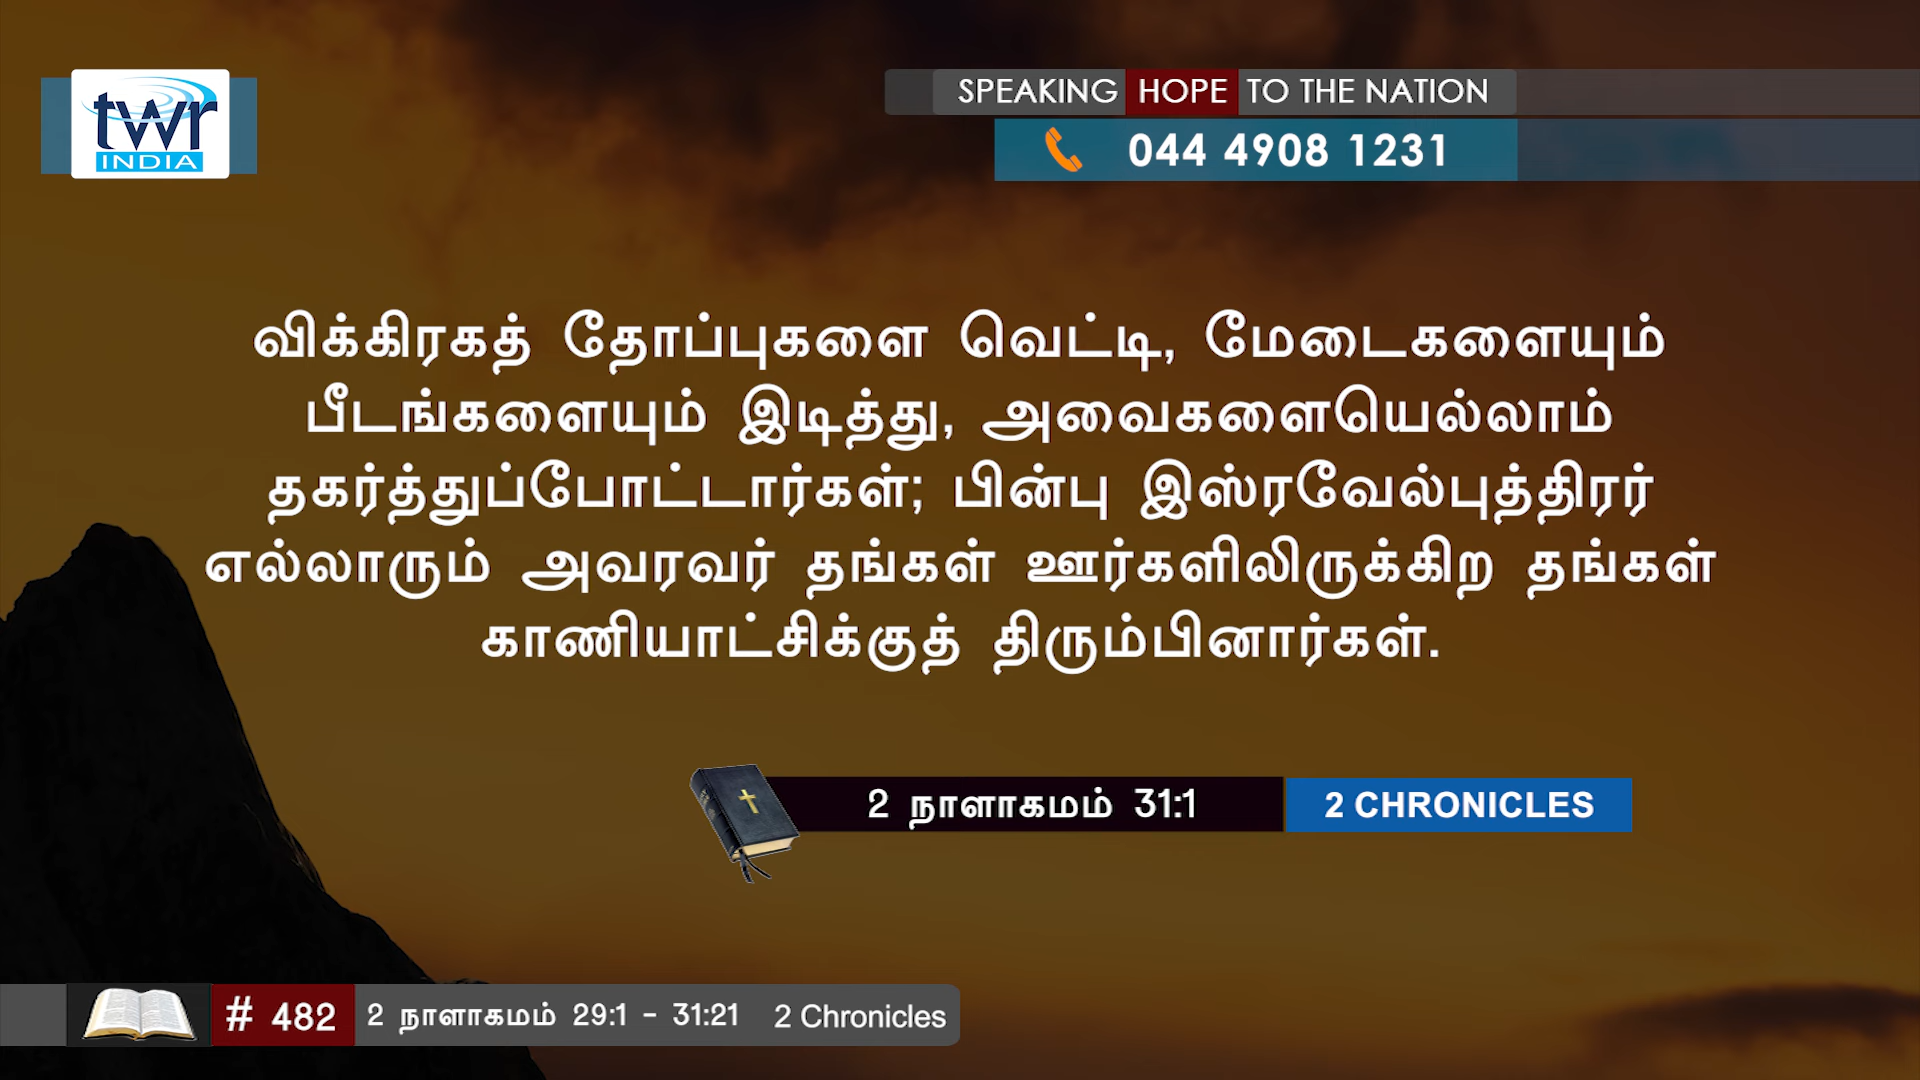 twr
INDIA
SPEAKING HOPE TO THE NATION
044 4908 1231
விக்கிரகத் தோப்புகளை வெட்டி, மேடைகளையும்
பீடங்களையும் இடித்து, அவைகளையெல்லாம்
தகர்த்துப்போட்டார்கள்; பின்பு இஸ்ரவேல்புத்திரர்
எல்லாரும் அவரவர் தங்கள் ஊர்களிலிருக்கிற தங்கள்
காணியாட்சிக்குத் திரும்பினார்கள்.
2 நாளாகமம் 31:1 2 CHRONICLES
# 482 2 நாளாகமம் 29:1 - 31:21 2 Chronicles